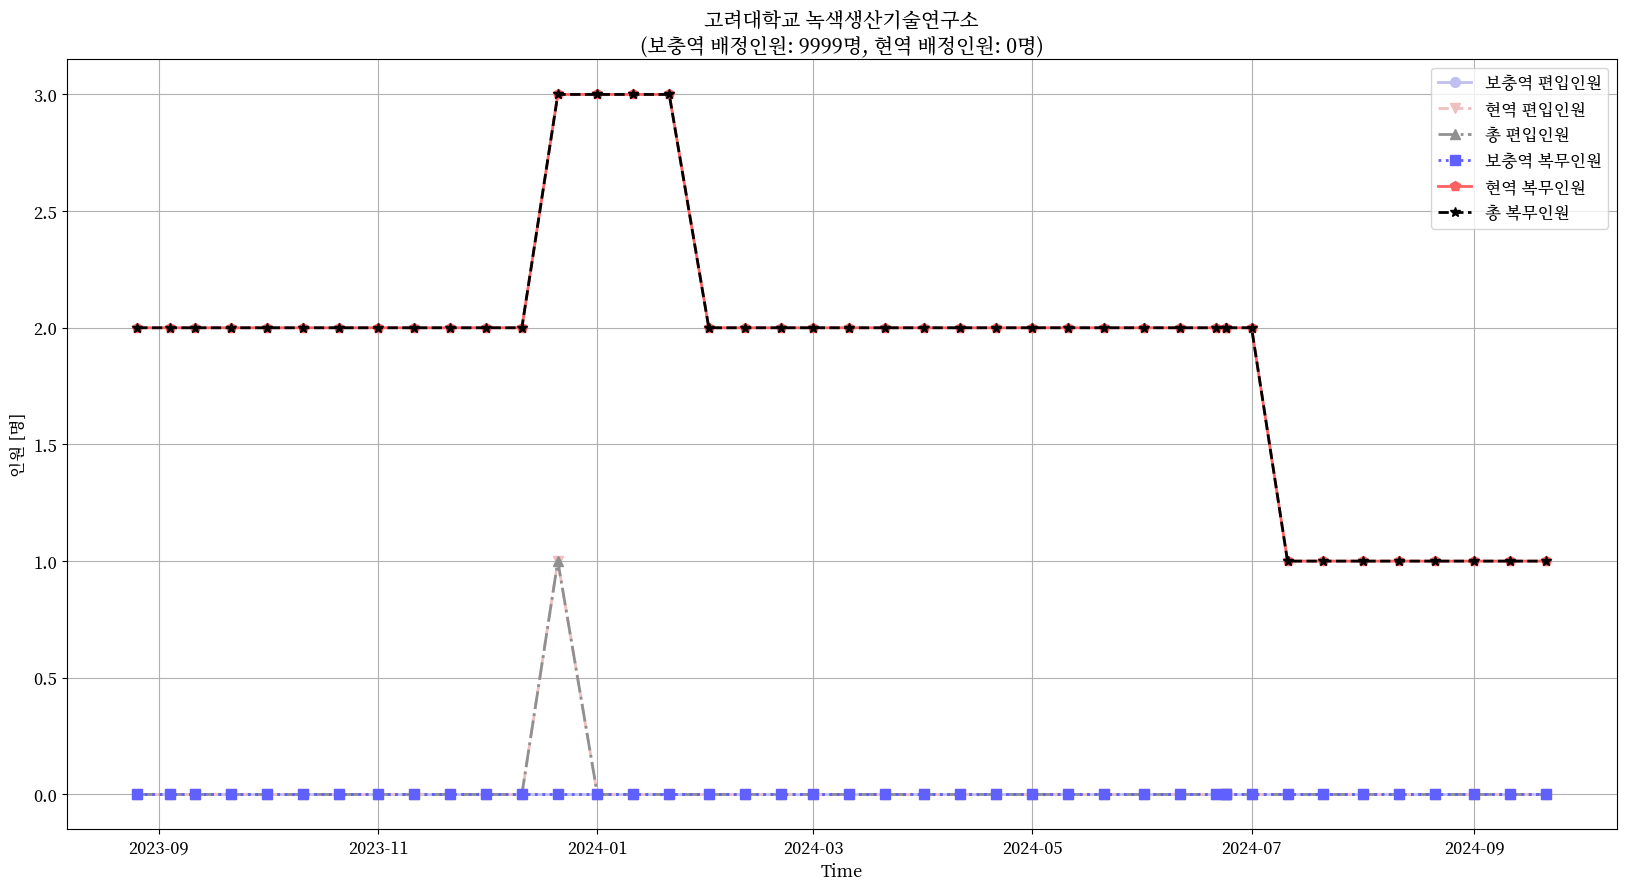 고려대학교 녹색생산기술연구소
(보충역 배정인원: 9999명, 현역 배정인원: 0명)
보충역 편입인원
현역 편입인원
총 편입인원
보충역 복무인원
현역 복무인원
총 복무인원
인원 [명]
3.0
2.5
2.0
1.5
1.0
0.5
0.0
2023-09
2023-11
2024-01
2024-03
2024-05
2024-07
2024-09
Time